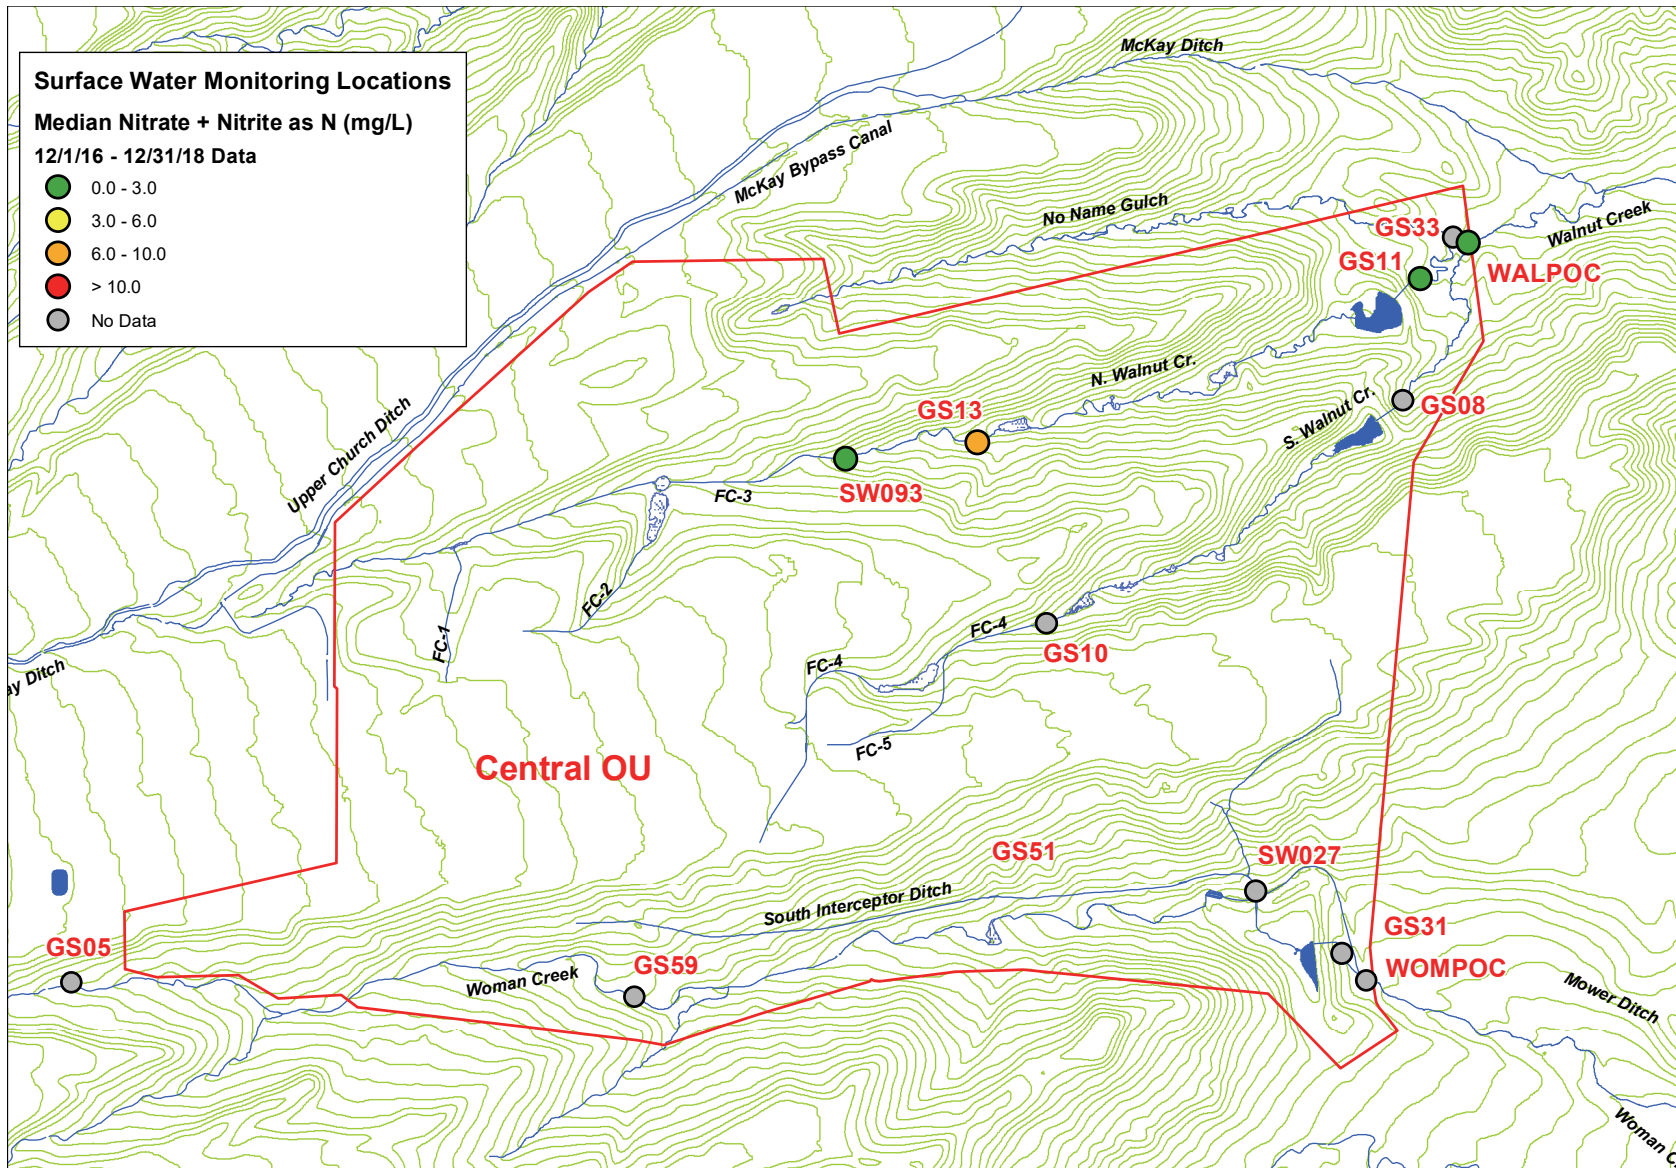 Surface Water Monitoring Locations
Median Nitrate + Nitrite as N (mg/L)
12/1/16 - 12/31/18 Data
0.0 - 3.0
3.0 - 6.0
6.0 - 10.0
> 10.0
No Data
McKay Ditch
McKay Bypass Canal
No Name Gulch
GS33
Walnut Creek
GS11
WALPOC
N. Walnut Cr.
GS13
S. Walnut Cr.
GS08
Upper Church Ditch
SW093
FC-3
FC-2
FC-1
FC-4
GS10
FC-4
ay Ditch
FC-5
Central OU
GS51
SW027
South Interceptor Ditch
GS31
GS05
GS59
WOMPOC
Woman Creek
Mower Ditch
Woman C